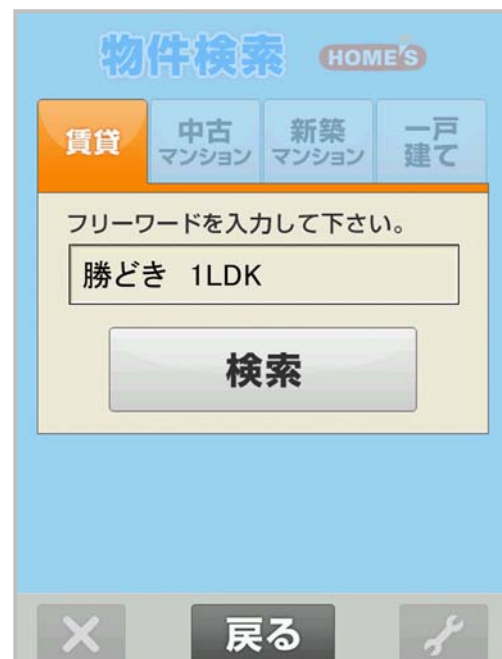 物件検索 HOME'S
賃貸
中古
マンション
新築
マンション
一戸
建て
フリーワードを入力して下さい。
勝どき 1LDK
検索
戻る